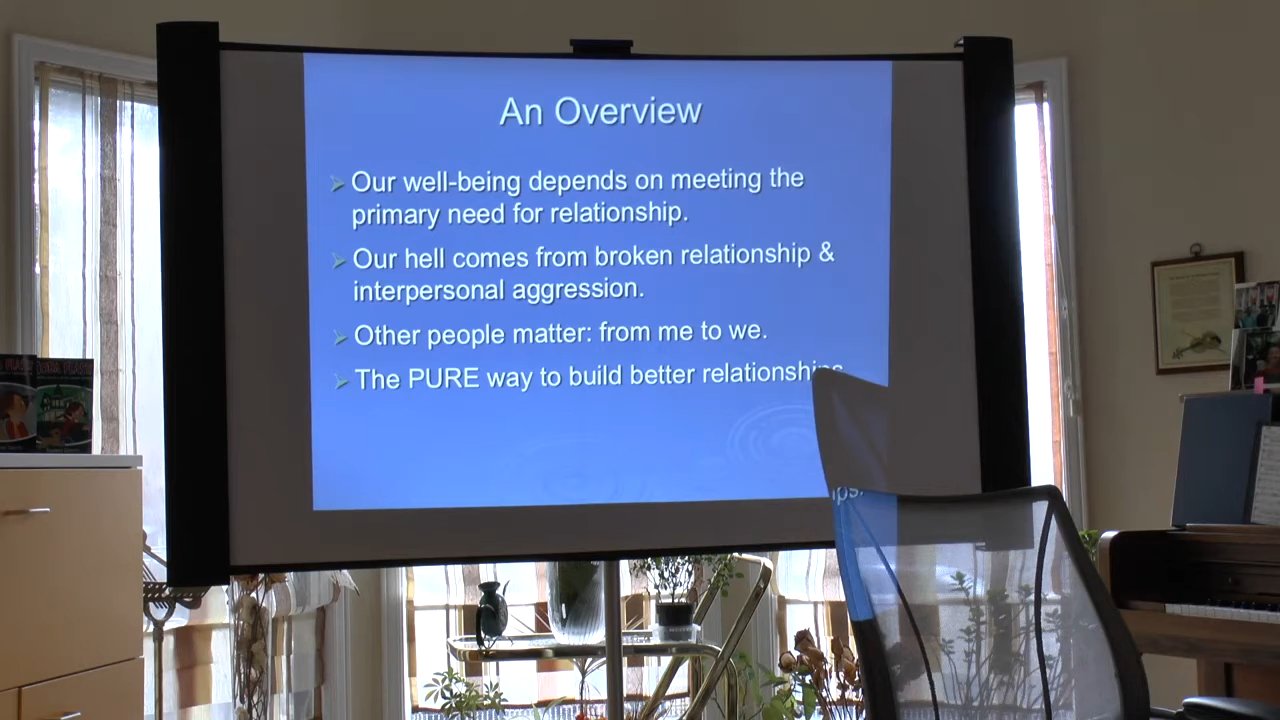 An Overview
Our well-being depends on meeting the
primary need for relationship.
Our hell comes from broken relationship &
interpersonal aggression.
Other people matter: from me to we.
The PURE way to build better relationships.